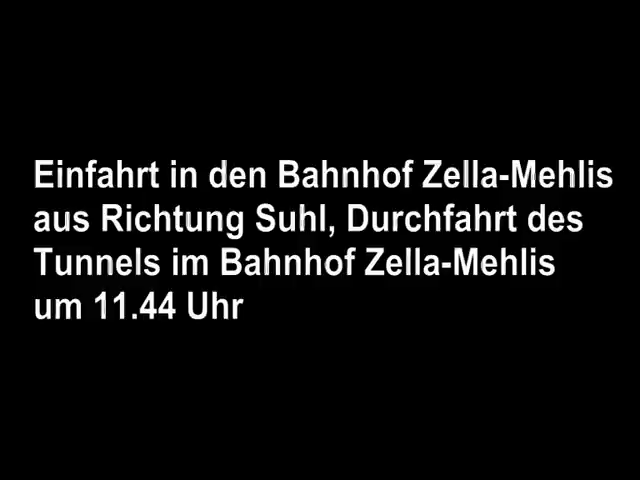 Einfahrt in den Bahnhof Zella-Mehlis
aus Richtung Suhl, Durchfahrt des
Tunnels im Bahnhof Zella-Mehlis
um 11.44 Uhr